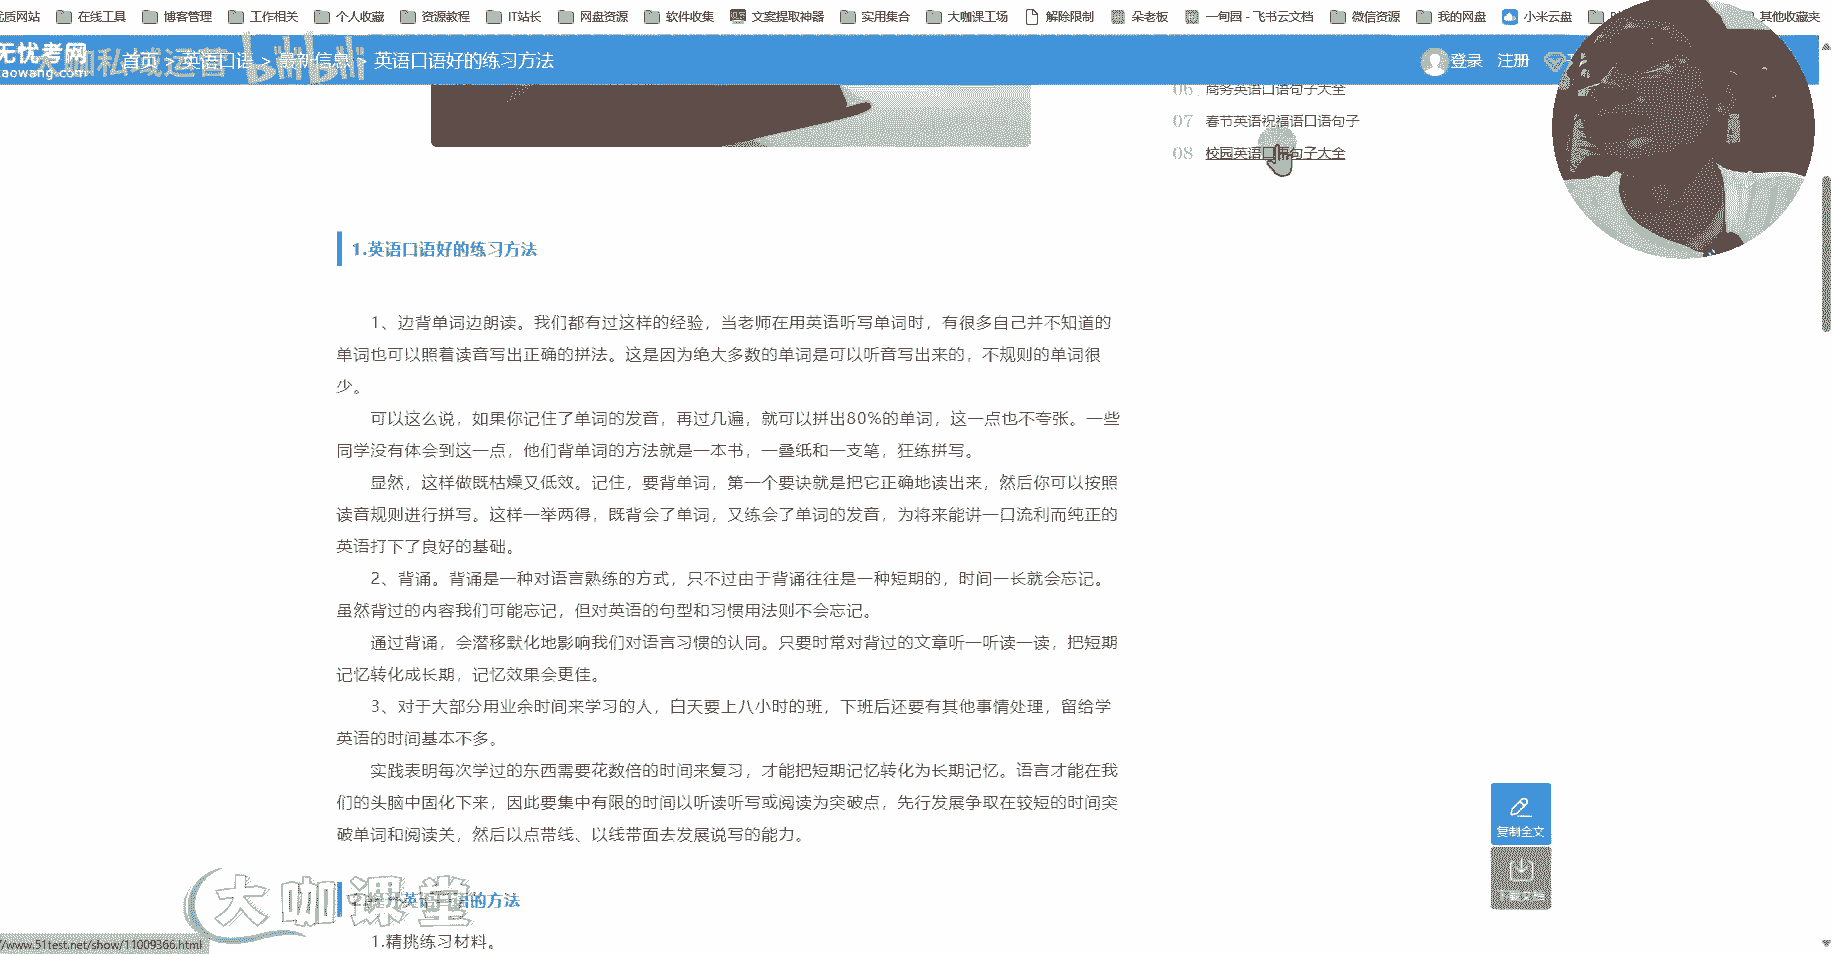 优质网站 在线工具 博客管理 工作相关 个人收藏 资源教程 IT站长 网盘资源 软件收集 文案提取神器 实用集合 大咖课工场 解除限制 朵老板 一旬园 - 飞书云文档 微信资源 我的网盘 小米云盘 其他收藏夹
无忧考网
aowang.com
首页 > 英语口语 > 最新信息 > 英语口语好的练习方法
大咖私域运营 bilibili
登录 注册
06 商务英语口语句子大全
07 春节英语祝福语口语句子
08 校园英语口语句子大全
1.英语口语好的练习方法
1、边背单词边朗读。我们都有过这样的经验，当老师在用英语听写单词时，有很多自己并不知道的
单词也可以照着读音写出正确的拼法。这是因为绝大多数的单词是可以听音写出来的，不规则的单词很
少。
可以这么说，如果你记住了单词的发音，再过几遍，就可以拼出80%的单词，这一点也不夸张。一些
同学没有体会到这一点，他们背单词的方法就是一本书，一叠纸和一支笔，狂练拼写。
显然，这样做既枯燥又低效。记住，要背单词，第一个要诀就是把它正确地读出来，然后你可以按照
读音规则进行拼写。这样一举两得，既背会了单词，又练会了单词的发音，为将来能讲一口流利而纯正的
英语打下了良好的基础。
2、背诵。背诵是一种对语言熟练的方式，只不过由于背诵往往是一种短期的，时间一长就会忘记。
虽然背过的内容我们可能忘记，但对英语的句型和习惯用法则不会忘记。
通过背诵，会潜移默化地影响我们对语言习惯的认同。只要时常对背过的文章听一听读一读，把短期
记忆转化成长期，记忆效果会更佳。
3、对于大部分用业余时间来学习的人，白天要上八小时的班，下班后还要有其他事情处理，留给学
英语的时间基本不多。
实践表明每次学过的东西需要花数倍的时间来复习，才能把短期记忆转化为长期记忆。语言才能在我
们的头脑中固化下来，因此要集中有限的时间以听读听写或阅读为突破点，先行发展争取在较短的时间突
破单词和阅读关，然后以点带线、以线带面去发展说写的能力。
复制全文
大咖课堂
英语口语的方法
1.精挑练习材料。
/www.51test.net/show/11009366.html